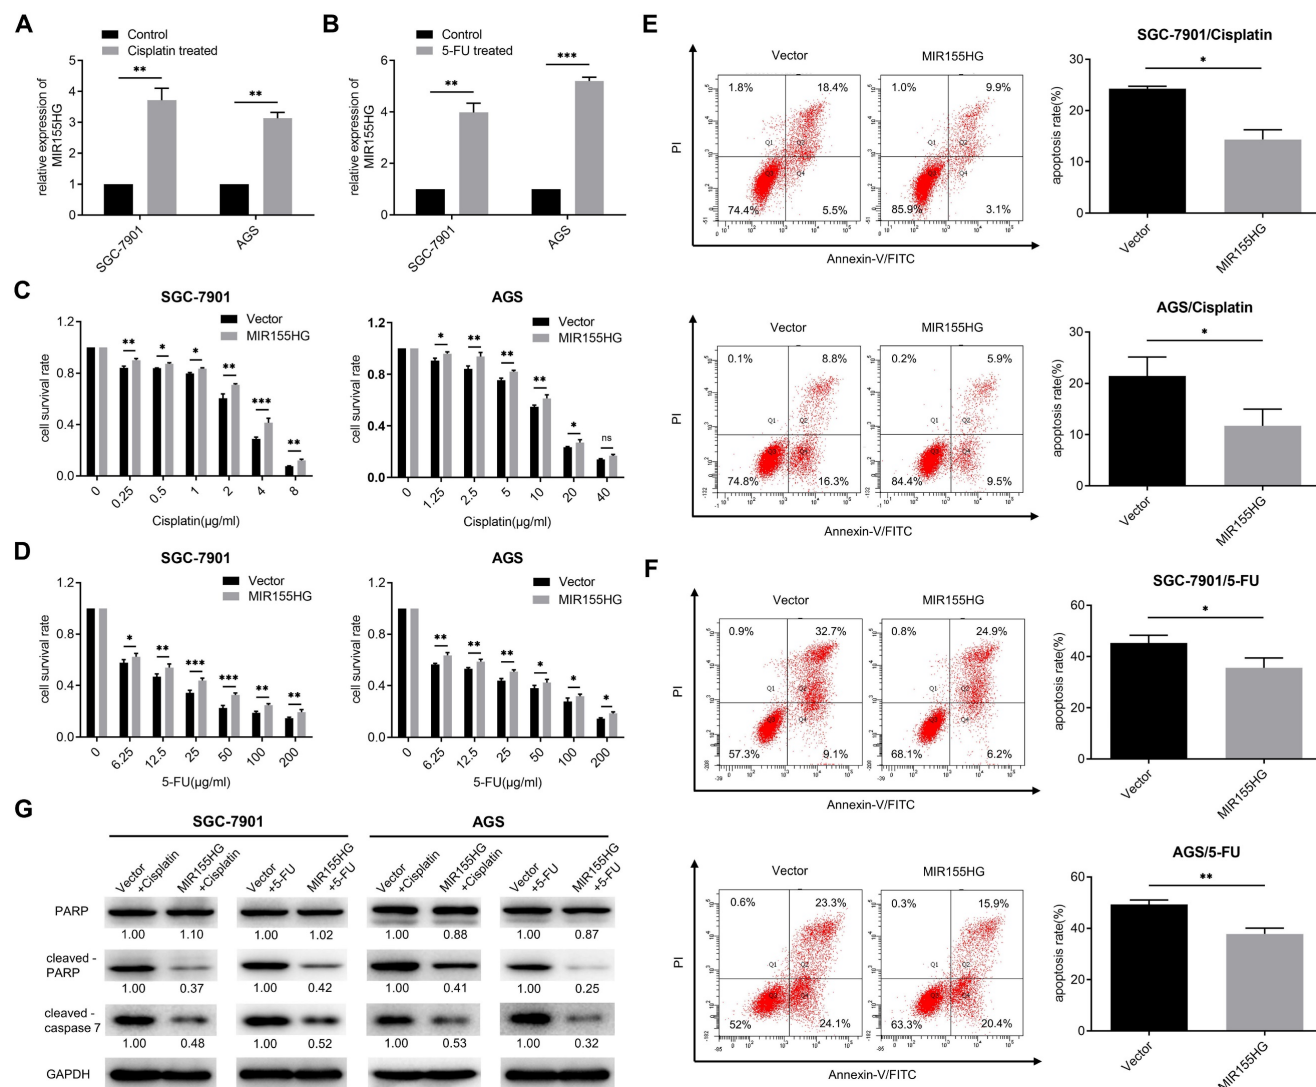 A
Control
Cisplatin treated
relative expression of
MIR155HG
5
4
3
2
1
0
**
**
SGC-7901
AGS
B
Control
5-FU treated
relative expression of
MIR155HG
6
4
2
0
**
***
SGC-7901
AGS
C
SGC-7901
Vector
MIR155HG
cell survival rate
1.2
0.8
0.4
0.0
** * * ** *** **
0 0.25 0.5 1 2 4 8
Cisplatin(μg/ml)
AGS
Vector
MIR155HG
cell survival rate
1.2
0.8
0.4
0.0
* ** ** ** * ns
0 1.25 2.5 5 10 20 40
Cisplatin(μg/ml)
D
SGC-7901
Vector
MIR155HG
cell survival rate
1.2
0.8
0.4
0.0
* ** *** *** ** **
0 6.25 12.5 25 50 100 200
5-FU(μg/ml)
AGS
Vector
MIR155HG
cell survival rate
1.2
0.8
0.4
0.0
** ** ** * * *
0 6.25 12.5 25 50 100 200
5-FU(μg/ml)
E
Vector
MIR155HG
PI
1.8% 18.4%
74.4% 5.5%
1.0% 9.9%
85.9% 3.1%
Q1
Q4
Q1
Q4
Annexin-V/FITC
SGC-7901/Cisplatin
apoptosis rate(%)
30
20
10
0
*
Vector
MIR155HG
Vector
MIR155HG
PI
0.1% 8.8%
74.8% 16.3%
0.2% 5.9%
84.4% 9.5%
Q1 Q2
Q1 Q2
Annexin-V/FITC
AGS/Cisplatin
apoptosis rate(%)
30
20
10
0
*
Vector
MIR155HG
F
Vector
MIR155HG
PI
0.9% 32.7%
57.3% 9.1%
0.8% 24.9%
68.1% 6.2%
Q1
Q4
Q1
Q4
Annexin-V/FITC
SGC-7901/5-FU
apoptosis rate(%)
60
40
20
0
*
Vector
MIR155HG
Vector
MIR155HG
PI
0.6% 23.3%
52% 24.1%
0.3% 15.9%
63.3% 20.4%
Q1 Q2
Q1 Q2
Annexin-V/FITC
AGS/5-FU
apoptosis rate(%)
60
40
20
0
**
Vector
MIR155HG
G
SGC-7901
AGS
Vector
+Cisplatin
MIR155HG
+Cisplatin
Vector
+5-FU
MIR155HG
+5-FU
Vector
+Cisplatin
MIR155HG
+Cisplatin
Vector
+5-FU
MIR155HG
+5-FU
PARP
1.00 1.10 1.00 1.02 1.00 0.88 1.00 0.87
cleaved -
PARP
1.00 0.37 1.00 0.42 1.00 0.41 1.00 0.25
cleaved -
caspase 7
1.00 0.48 1.00 0.52 1.00 0.53 1.00 0.32
GAPDH